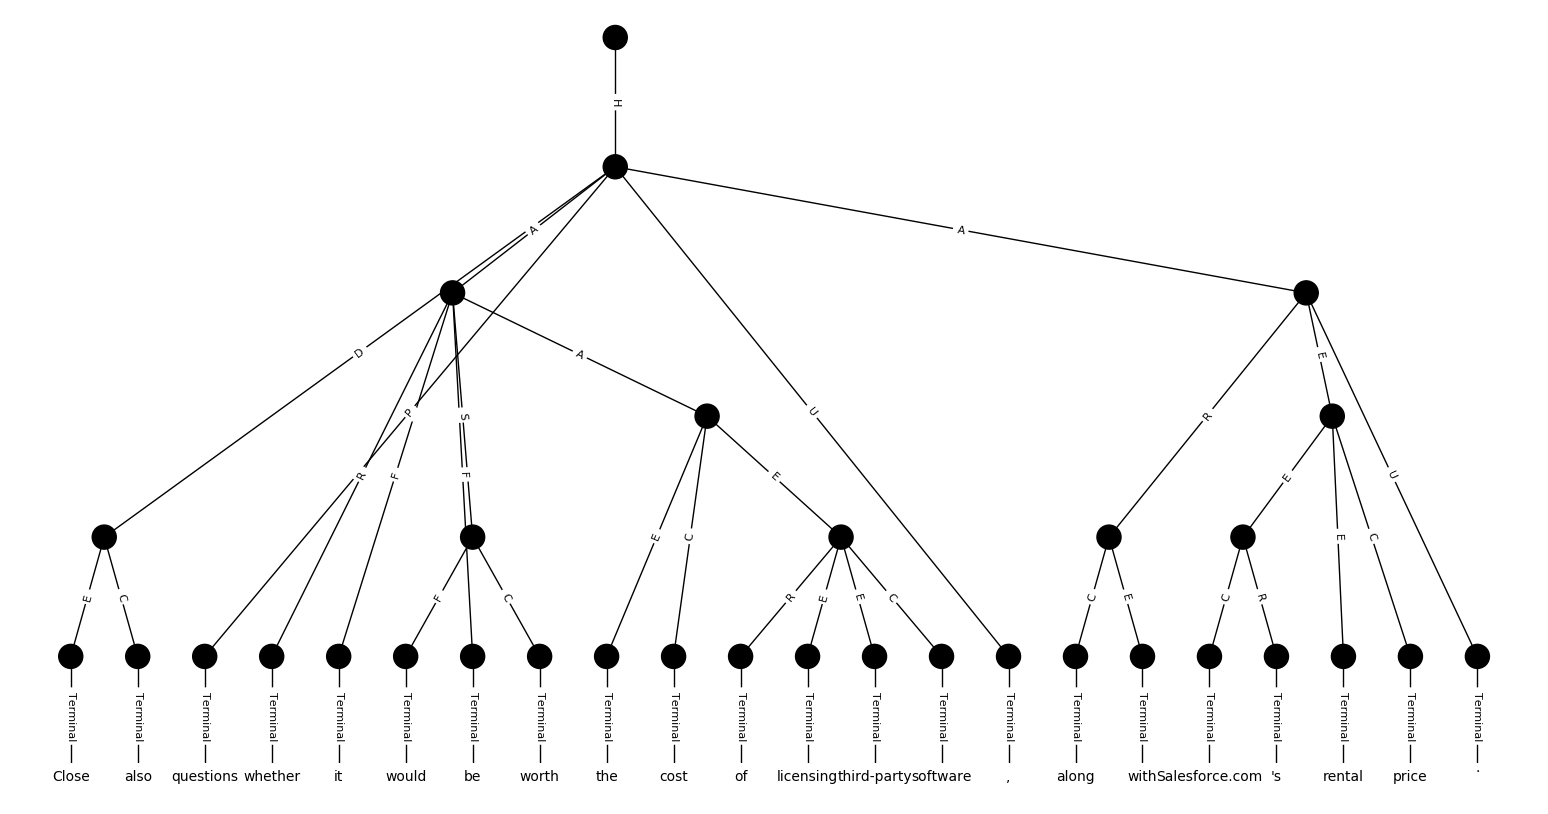 H
A
A
D
A
E
P
R
U
S
R
F
F
E
E
U
E
C
E
C
E
C
F
C
R
E
E
C
C
E
C
R
Terminal Terminal Terminal Terminal Terminal Terminal Terminal Terminal Terminal Terminal Terminal Terminal Terminal Terminal Terminal Terminal Terminal Terminal Terminal Terminal Terminal Terminal
Close also questions whether it would be worth the cost of licensing third-party software , along with Salesforce.com 's rental price .